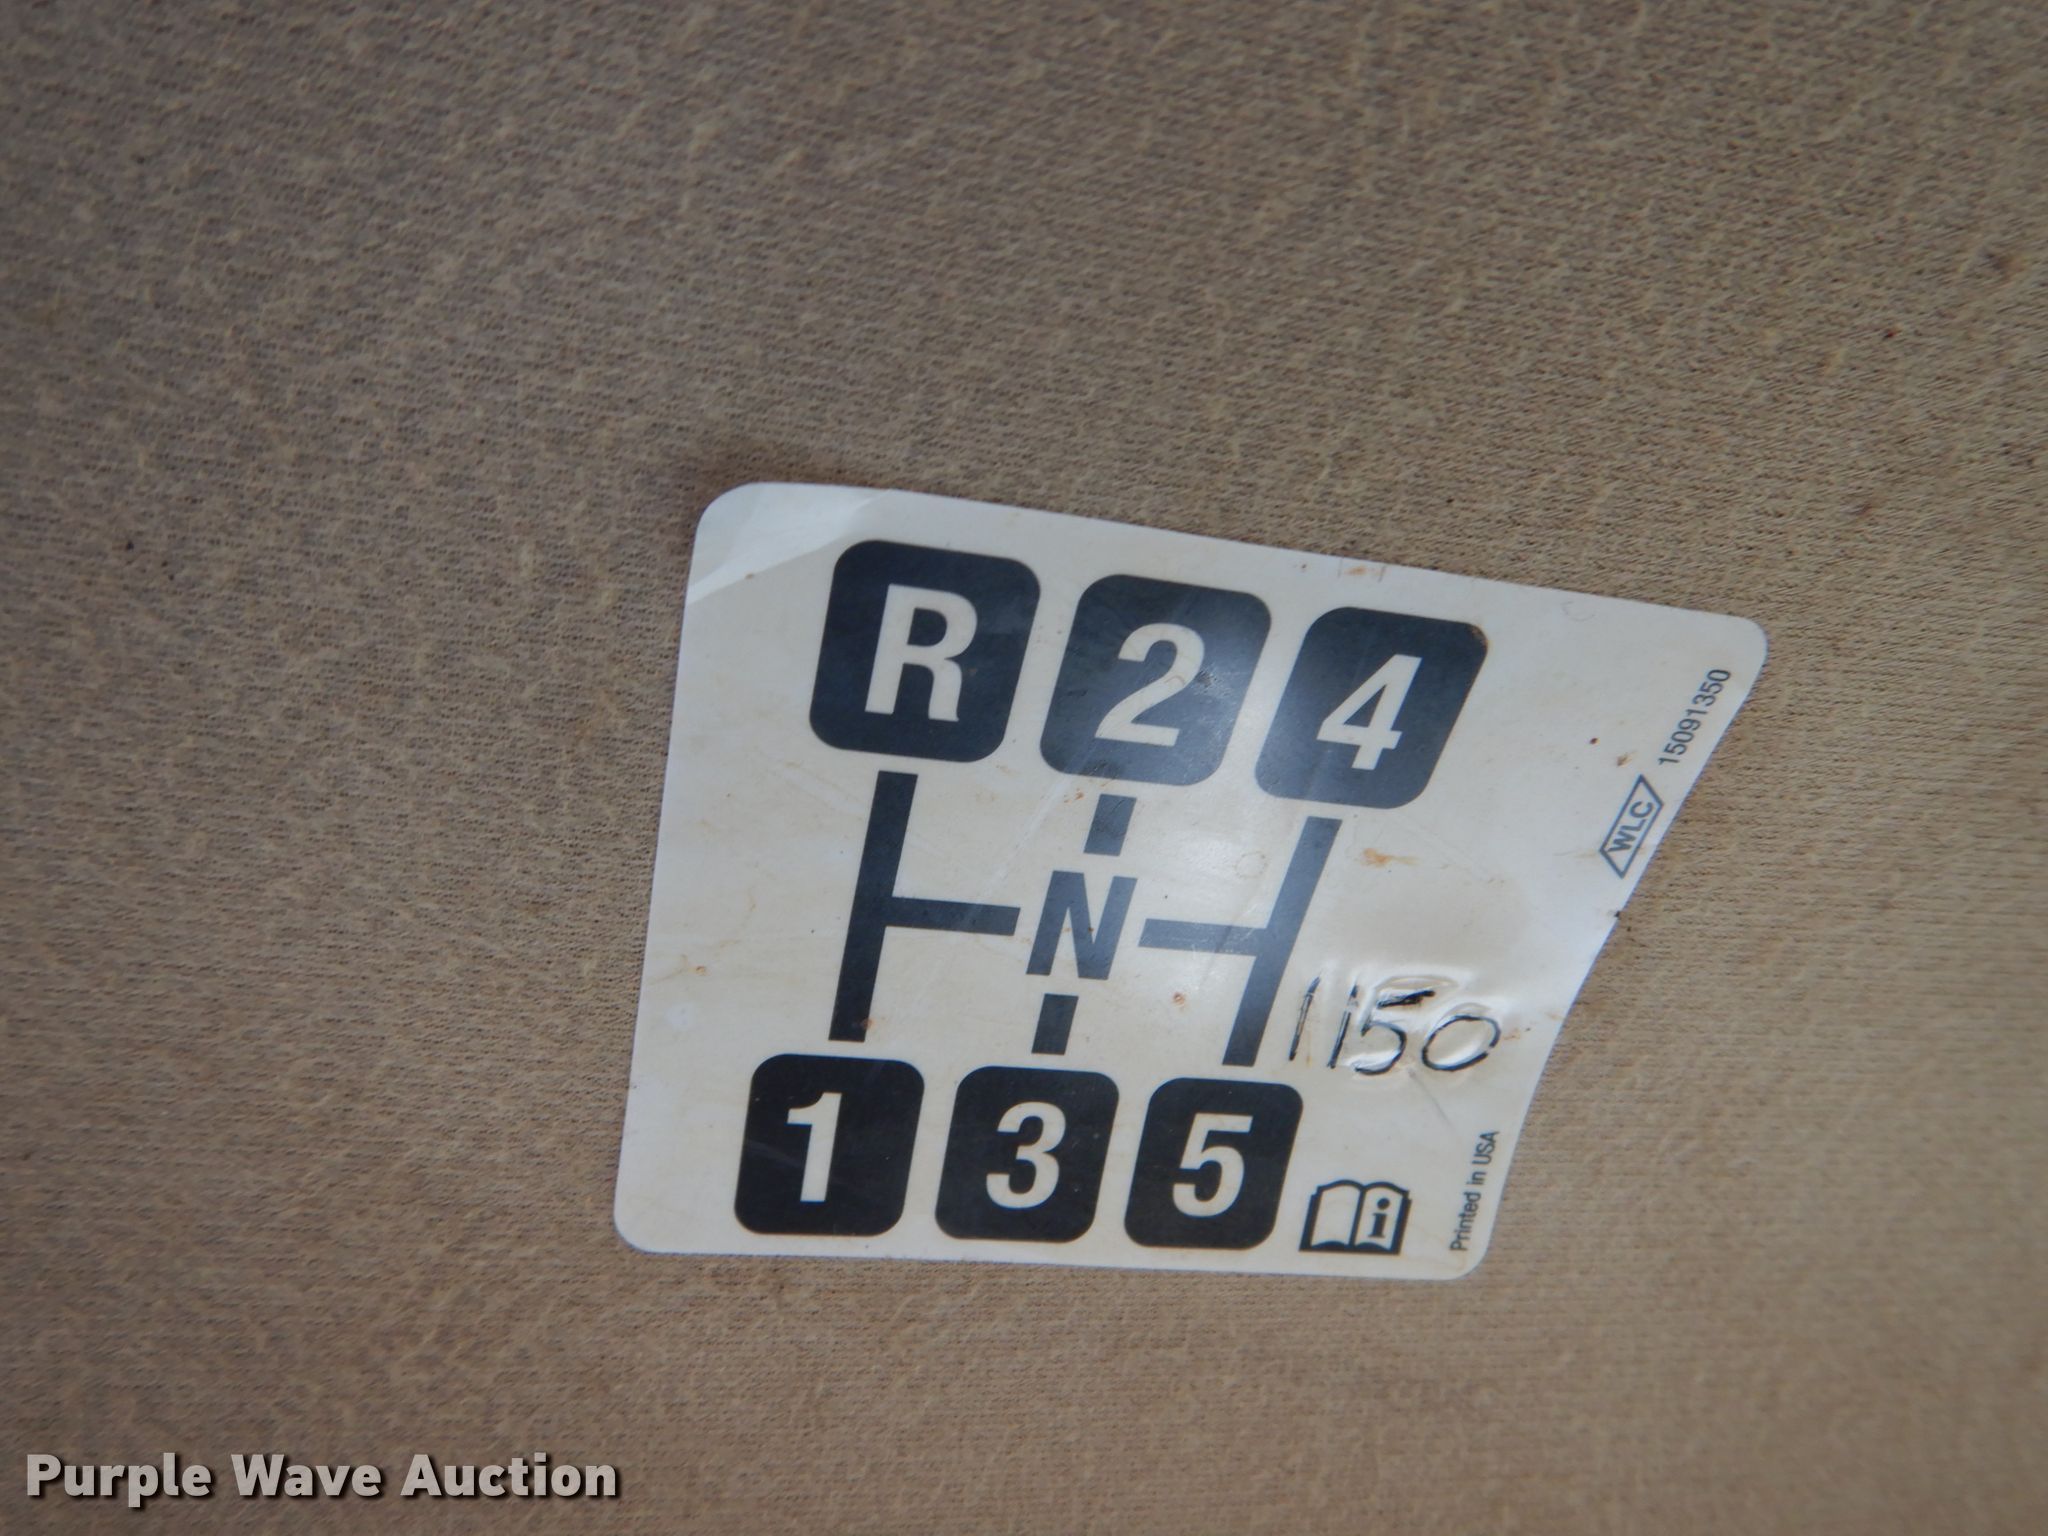 R 2 4
15091350
WLC
N
1150
1 3 5
i
Printed in USA
Purple Wave Auction